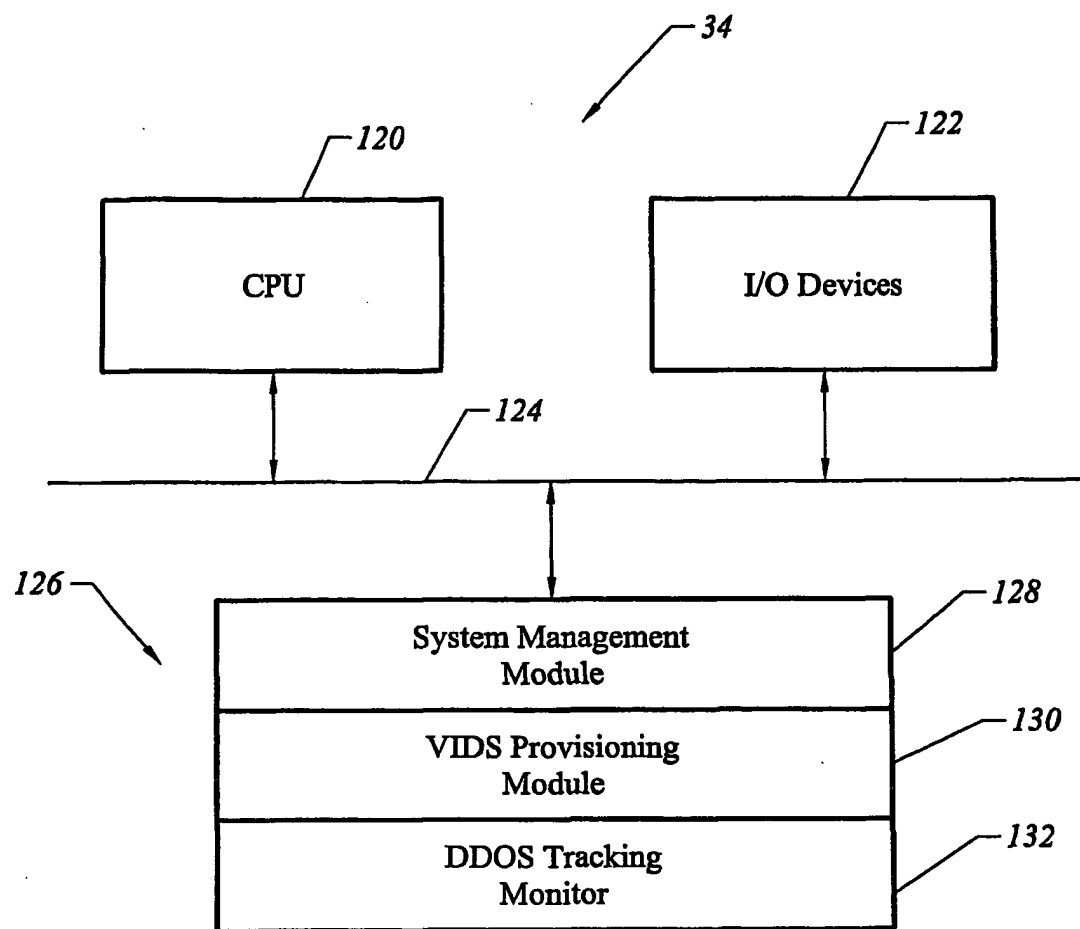 34
120
122
CPU
I/O Devices
124
126
128
System Management
Module
130
VIDS Provisioning
Module
132
DDOS Tracking
Monitor